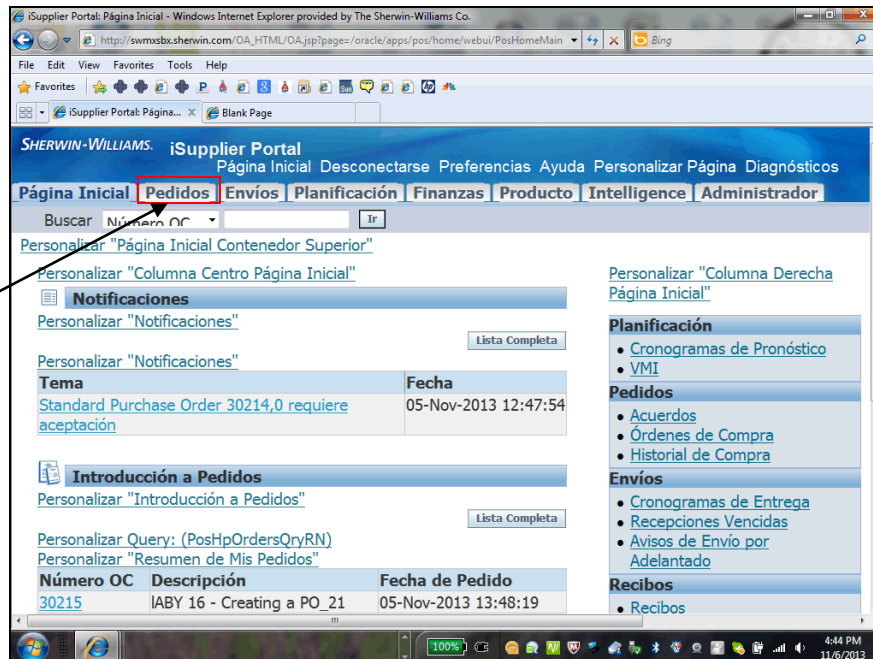 iSupplier Portal: Página Inicial - Windows Internet Explorer provided by The Sherwin-Williams Co.
http://swmxsbx.sherwin.com/OA_HTML/OA.jsp?page=/oracle/apps/pos/home/webui/PosHomeMain
Bing
File Edit View Favorites Tools Help
Favorites
iSupplier Portal: Página... Blank Page
SHERWIN-WILLIAMS. iSupplier Portal
Página Inicial Desconectarse Preferencias Ayuda Personalizar Página Diagnósticos
Página Inicial Pedidos Envíos Planificación Finanzas Producto Intelligence Administrador
Buscar Número OC Ir
Personalizar "Página Inicial Contenedor Superior"
Personalizar "Columna Centro Página Inicial"
Notificaciones
Personalizar "Notificaciones"
Lista Completa
Personalizar "Notificaciones"
Tema Fecha
Standard Purchase Order 30214,0 requiere 05-Nov-2013 12:47:54
aceptación
Introducción a Pedidos
Personalizar "Introducción a Pedidos"
Lista Completa
Personalizar Query: (PosHpOrdersQryRN)
Personalizar "Resumen de Mis Pedidos"
Número OC Descripción Fecha de Pedido
30215 IABY 16 - Creating a PO_21 05-Nov-2013 13:48:19
Personalizar "Columna Derecha
Página Inicial"
Planificación
Cronogramas de Pronóstico
VMI
Pedidos
Acuerdos
Órdenes de Compra
Historial de Compra
Envíos
Cronogramas de Entrega
Recepciones Vencidas
Avisos de Envío por
Adelantado
Recibos
Recibos
100%
4:44 PM
11/6/2013